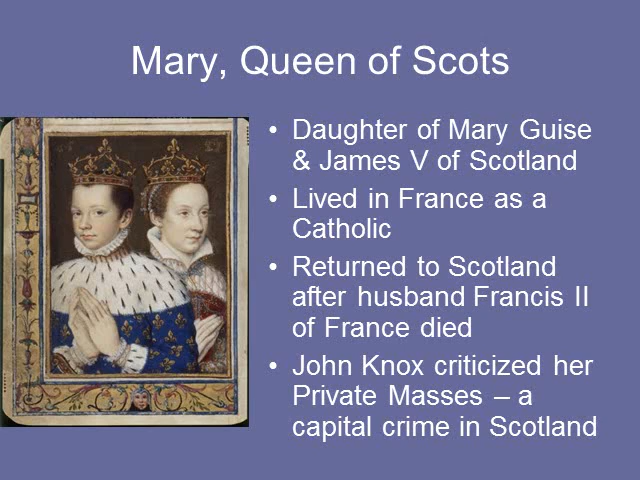 Mary, Queen of Scots
• Daughter of Mary Guise
& James V of Scotland
• Lived in France as a
Catholic
• Returned to Scotland
after husband Francis II
of France died
• John Knox criticized her
Private Masses – a
capital crime in Scotland